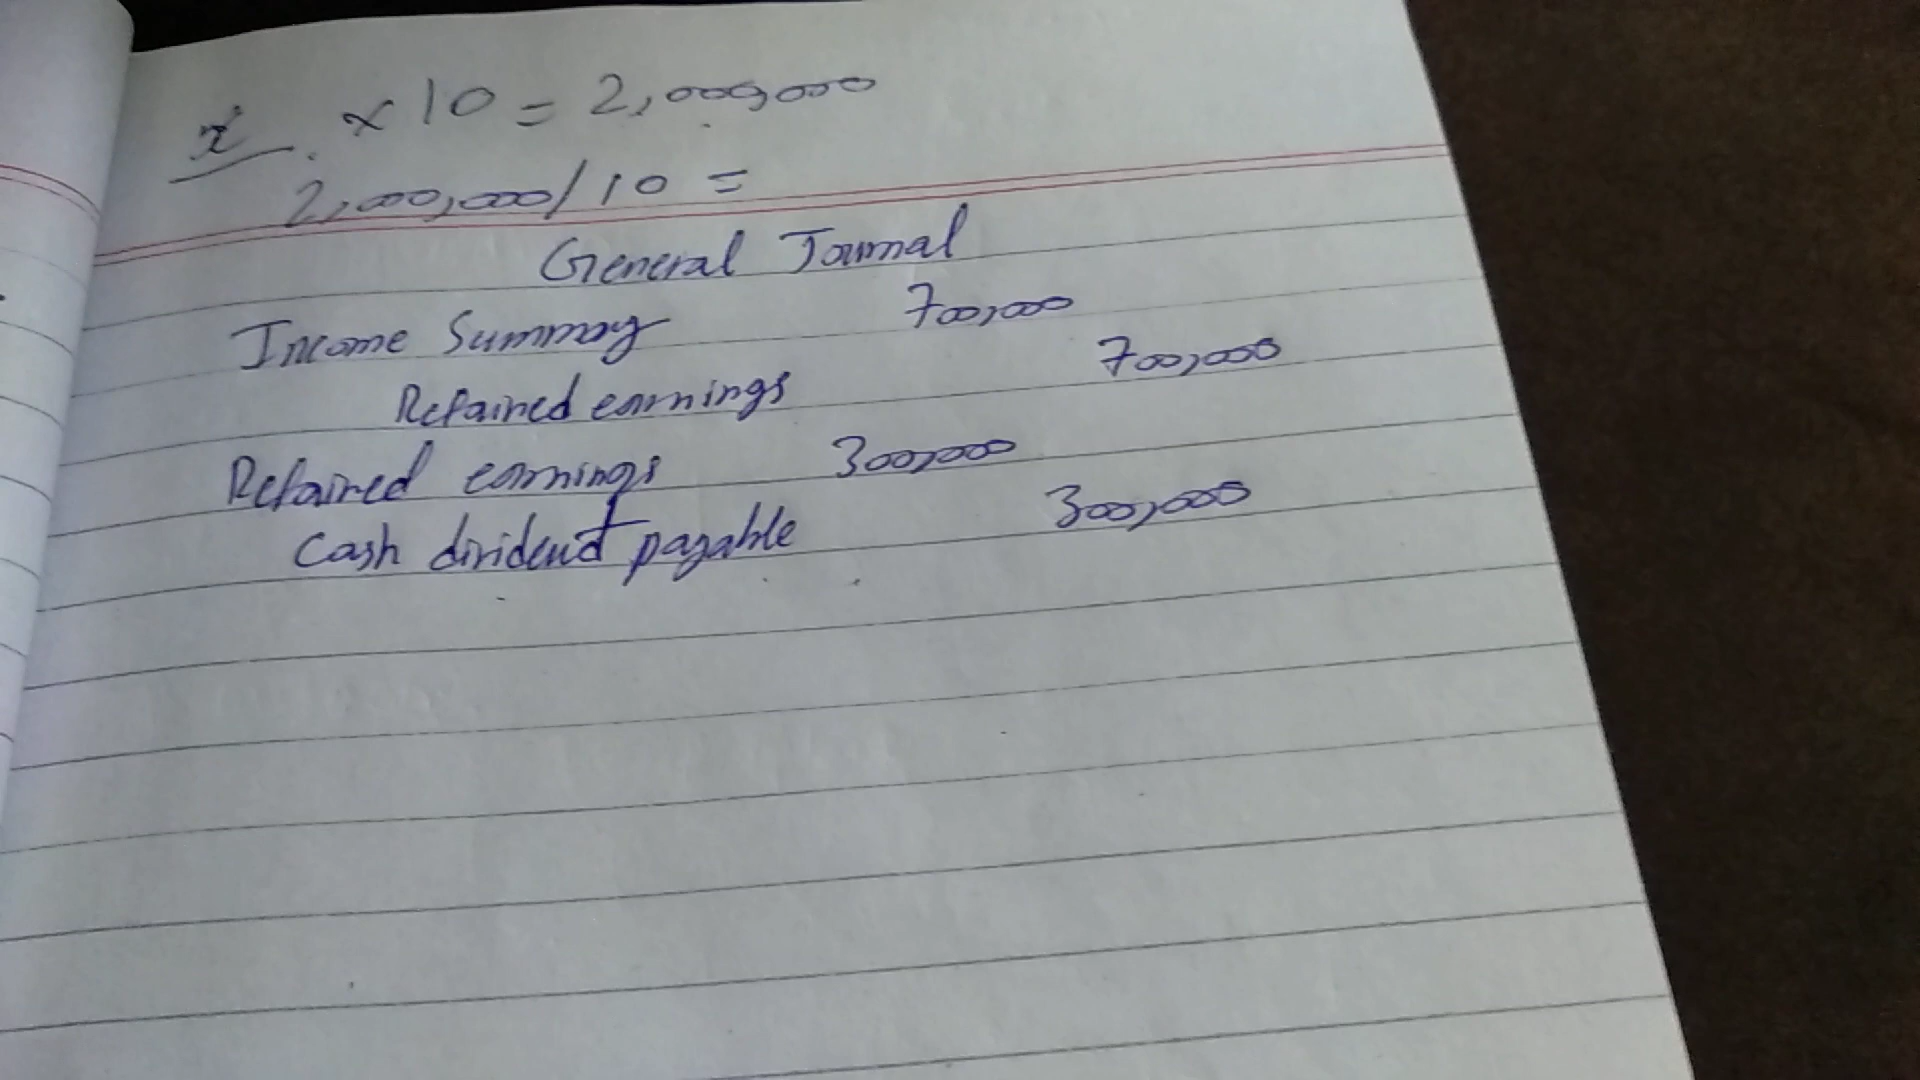 x × 10 = 2,000,000
2,000,000/10 =
General Journal
Income Summary 700,000
Retained earnings 700,000
Retained earnings 300,000
Cash dividend payable 300,000